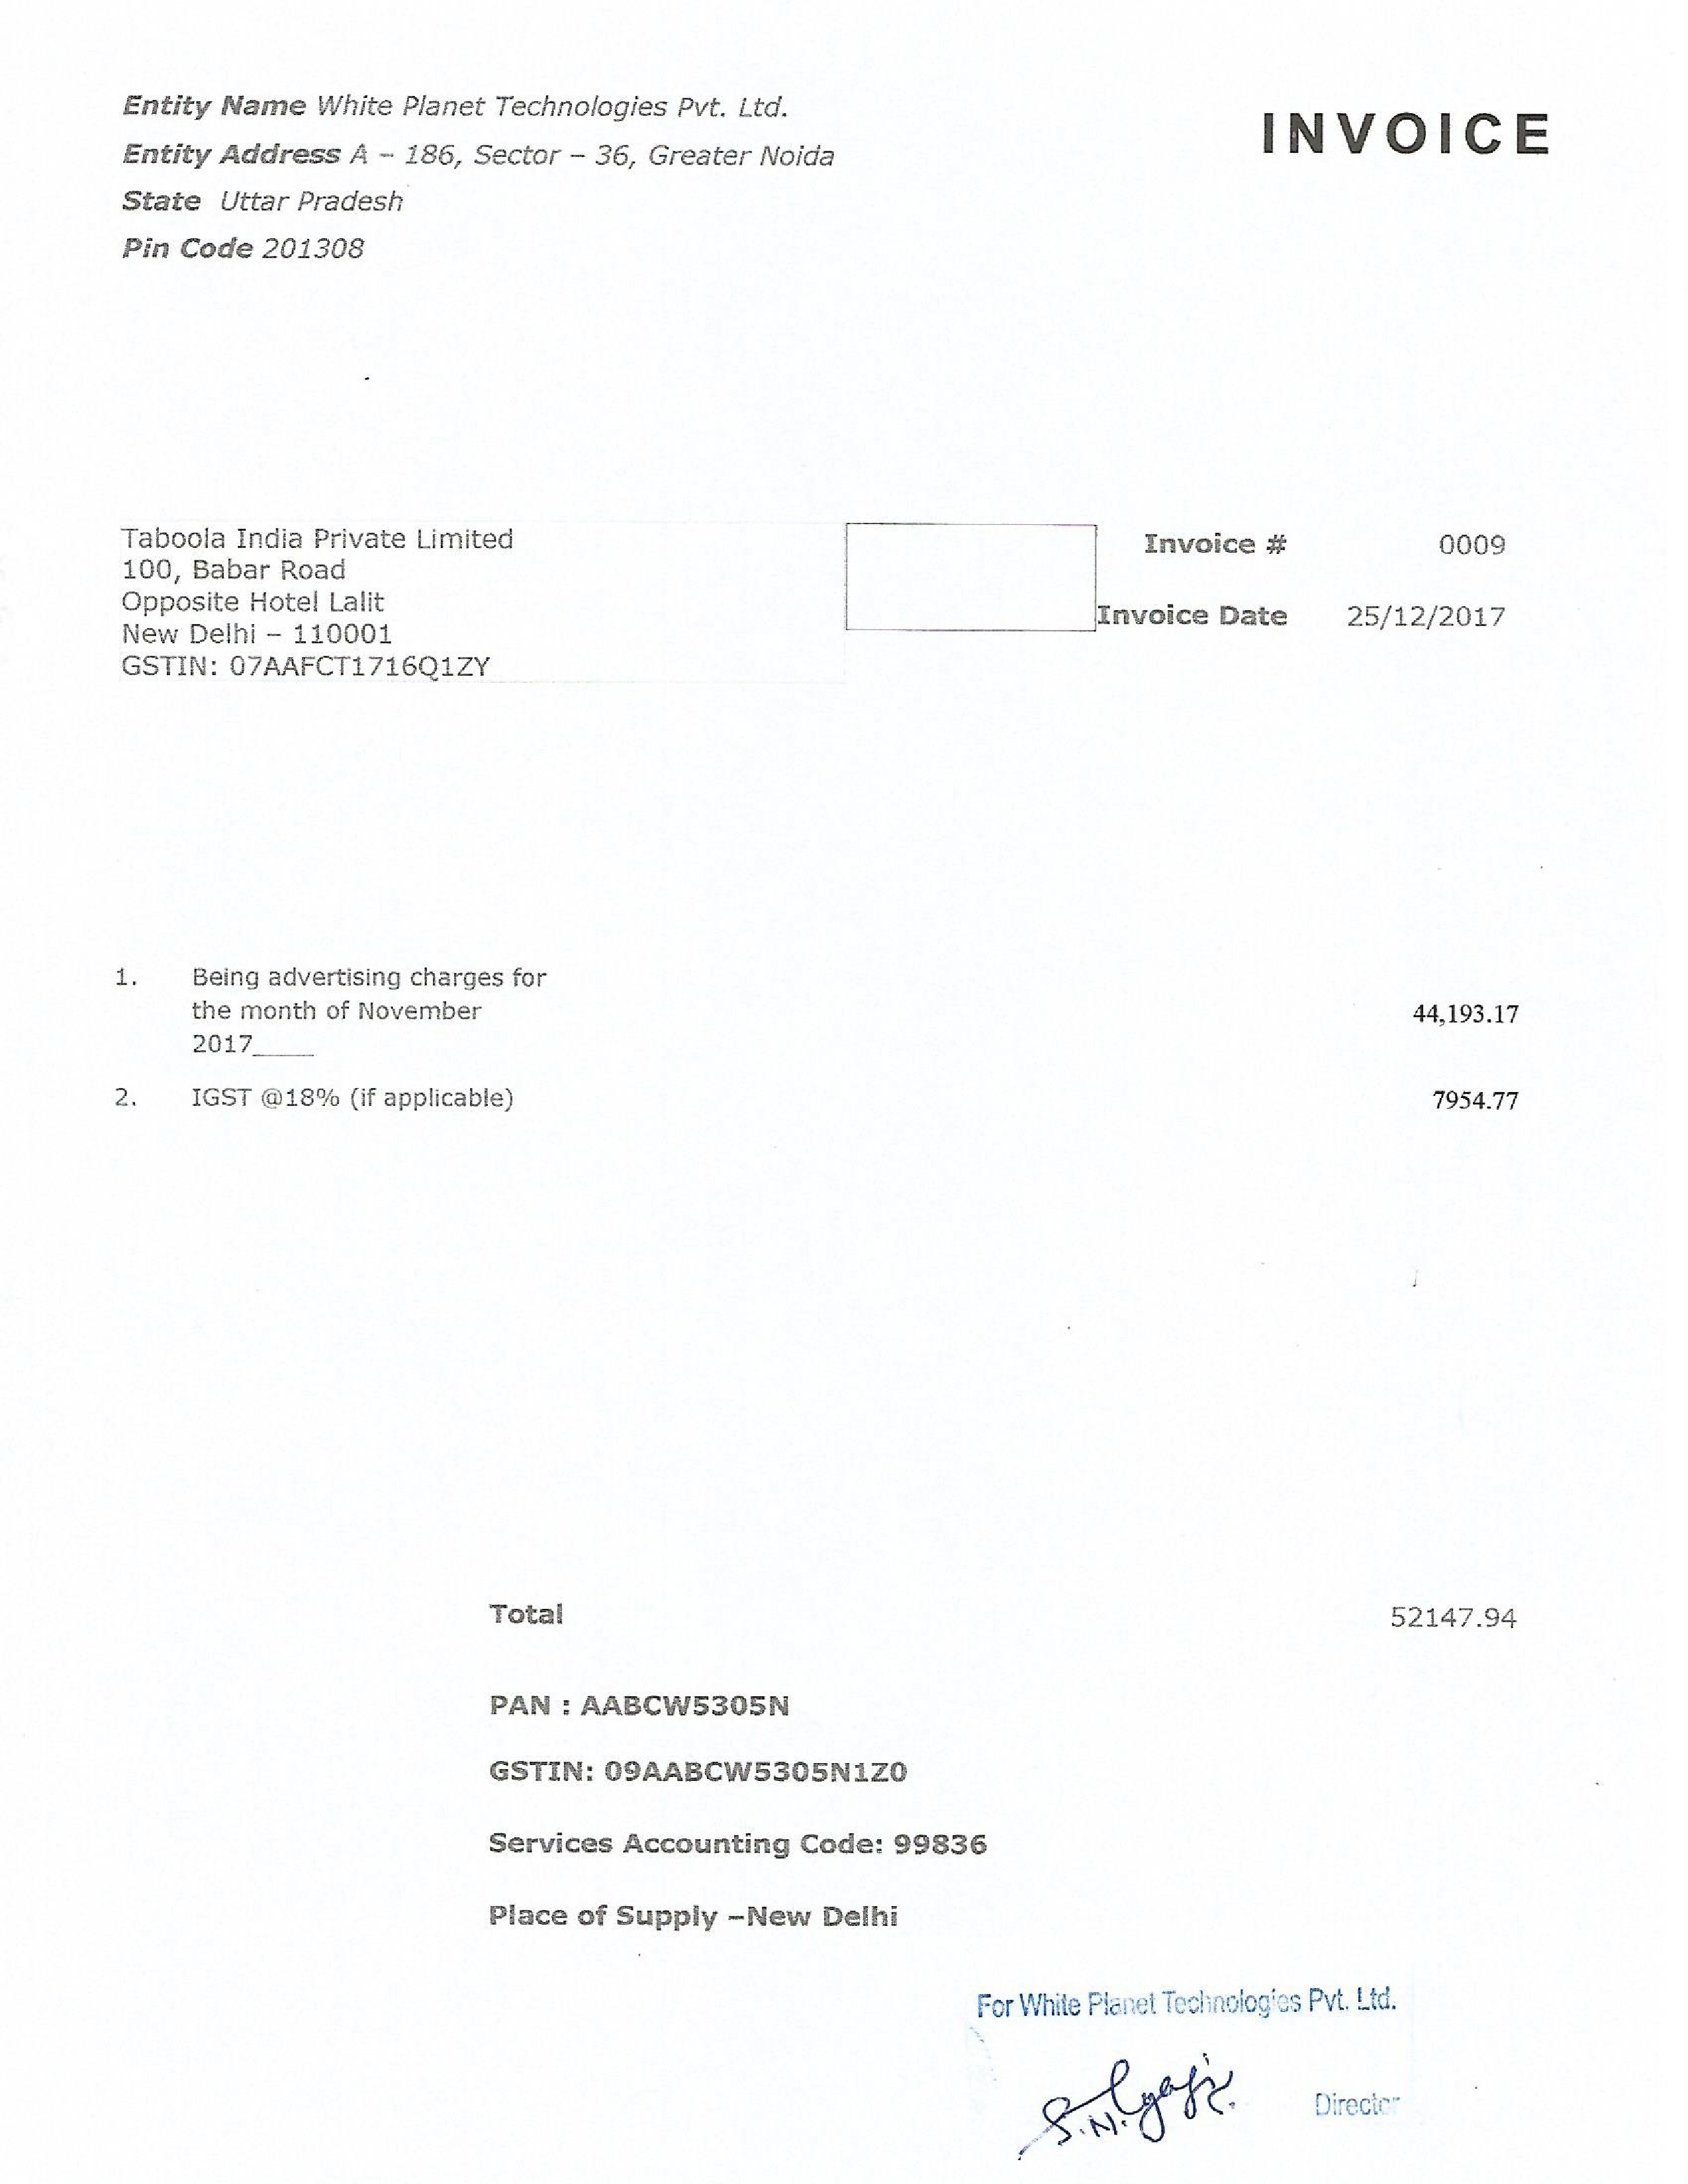 Entity Name White Planet Technologies Pvt. Ltd.
INVOICE
Entity Address A – 186, Sector – 36, Greater Noida
State Uttar Pradesh
Pin Code 201308
Taboola India Private Limited
100, Babar Road
Opposite Hotel Lalit
New Delhi – 110001
GSTIN: 07AAFCT1716Q1ZY
Invoice # 0009
Invoice Date 25/12/2017
1. Being advertising charges for
the month of November
2017____
44,193.17
2. IGST @18% (if applicable) 7954.77
Total 52147.94
PAN : AABCW5305N
GSTIN: 09AABCW5305N1Z0
Services Accounting Code: 99836
Place of Supply –New Delhi
For White Planet Technologies Pvt. Ltd.
S.N.
Director